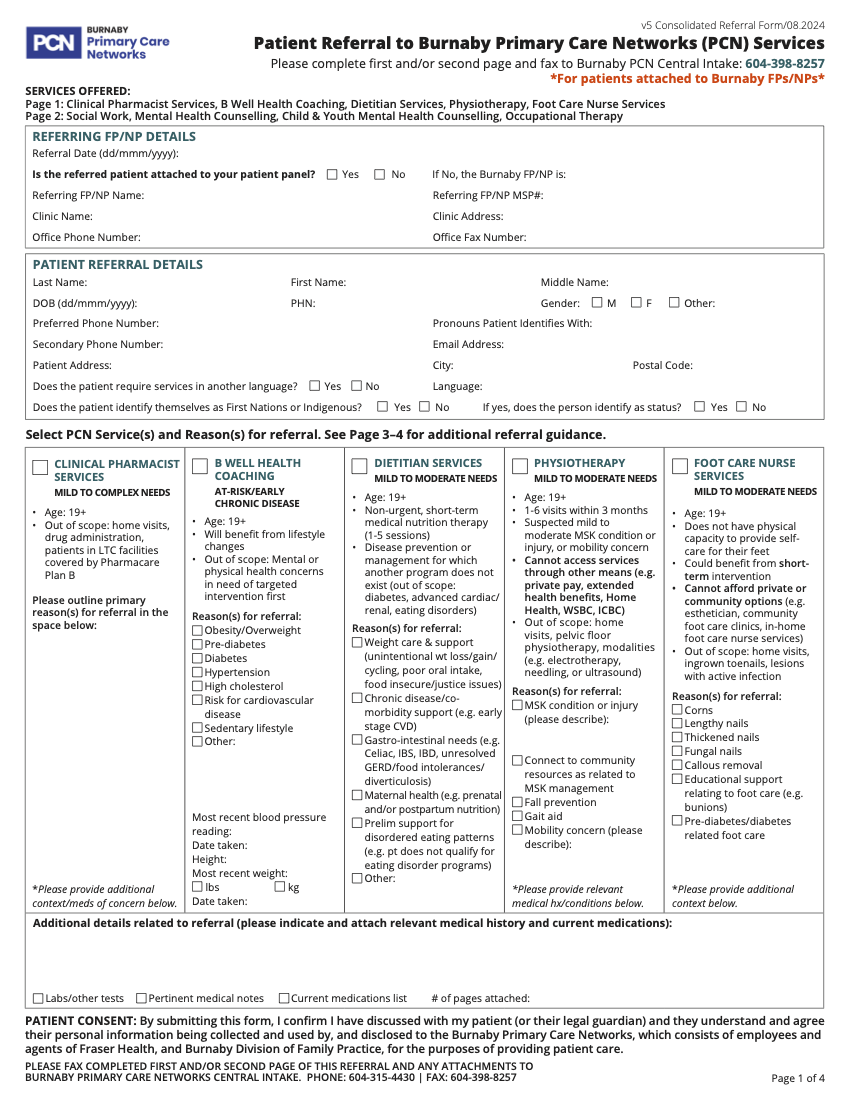 PCN
BURNABY
Primary Care
Networks
v5 Consolidated Referral Form/08.2024
Patient Referral to Burnaby Primary Care Networks (PCN) Services
Please complete first and/or second page and fax to Burnaby PCN Central Intake: 604-398-8257
*For patients attached to Burnaby FPs/NPs*
SERVICES OFFERED:
Page 1: Clinical Pharmacist Services, B Well Health Coaching, Dietitian Services, Physiotherapy, Foot Care Nurse Services
Page 2: Social Work, Mental Health Counselling, Child & Youth Mental Health Counselling, Occupational Therapy
REFERRING FP/NP DETAILS
Referral Date (dd/mmm/yyyy):
Is the referred patient attached to your patient panel? ☐ Yes ☐ No If No, the Burnaby FP/NP is:
Referring FP/NP Name: Referring FP/NP MSP#:
Clinic Name: Clinic Address:
Office Phone Number: Office Fax Number:
PATIENT REFERRAL DETAILS
Last Name: First Name: Middle Name:
DOB (dd/mmm/yyyy): PHN: Gender: ☐ M ☐ F ☐ Other:
Preferred Phone Number: Pronouns Patient Identifies With:
Secondary Phone Number: Email Address:
Patient Address: City: Postal Code:
Does the patient require services in another language? ☐ Yes ☐ No Language:
Does the patient identify themselves as First Nations or Indigenous? ☐ Yes ☐ No If yes, does the person identify as status? ☐ Yes ☐ No
Select PCN Service(s) and Reason(s) for referral. See Page 3–4 for additional referral guidance.
☐ CLINICAL PHARMACIST
SERVICES
MILD TO COMPLEX NEEDS
• Age: 19+
• Out of scope: home visits,
drug administration,
patients in LTC facilities
covered by Pharmacare
Plan B
Please outline primary
reason(s) for referral in the
space below:
*Please provide additional
context/meds of concern below.
☐ B WELL HEALTH
COACHING
AT-RISK/EARLY
CHRONIC DISEASE
• Age: 19+
• Will benefit from lifestyle
changes
• Out of scope: Mental or
physical health concerns
in need of targeted
intervention first
Reason(s) for referral:
☐ Obesity/Overweight
☐ Pre-diabetes
☐ Diabetes
☐ Hypertension
☐ High cholesterol
☐ Risk for cardiovascular
disease
☐ Sedentary lifestyle
☐ Other:
Most recent blood pressure
reading:
Date taken:
Height:
Most recent weight:
☐ lbs ☐ kg
Date taken:
☐ DIETITIAN SERVICES
MILD TO MODERATE NEEDS
• Age: 19+
• Non-urgent, short-term
medical nutrition therapy
(1-5 sessions)
• Disease prevention or
management for which
another program does not
exist (out of scope:
diabetes, advanced cardiac/
renal, eating disorders)
Reason(s) for referral:
☐ Weight care & support
(unintentional wt loss/gain/
cycling, poor oral intake,
food insecure/justice issues)
☐ Chronic disease/co-
morbidity support (e.g. early
stage CVD)
☐ Gastro-intestinal needs (e.g.
Celiac, IBS, IBD, unresolved
GERD/food intolerances/
diverticulosis)
☐ Maternal health (e.g. prenatal
and/or postpartum nutrition)
☐ Prelim support for
disordered eating patterns
(e.g. pt does not qualify for
eating disorder programs)
☐ Other:
☐ PHYSIOTHERAPY
MILD TO MODERATE NEEDS
• Age: 19+
• 1-6 visits within 3 months
• Suspected mild to
moderate MSK condition or
injury, or mobility concern
• Cannot access services
through other means (e.g.
private pay, extended
health benefits, Home
Health, WSBC, ICBC)
• Out of scope: home
visits, pelvic floor
physiotherapy, modalities
(e.g. electrotherapy,
needling, or ultrasound)
Reason(s) for referral:
☐ MSK condition or injury
(please describe):
☐ Connect to community
resources as related to
MSK management
☐ Fall prevention
☐ Gait aid
☐ Mobility concern (please
describe):
*Please provide relevant
medical hx/conditions below.
☐ FOOT CARE NURSE
SERVICES
MILD TO MODERATE NEEDS
• Age: 19+
• Does not have physical
capacity to provide self-
care for their feet
• Could benefit from short-
term intervention
• Cannot afford private or
community options (e.g.
esthetician, community
foot care clinics, in-home
foot care nurse services)
• Out of scope: home visits,
ingrown toenails, lesions
with active infection
Reason(s) for referral:
☐ Corns
☐ Lengthy nails
☐ Thickened nails
☐ Fungal nails
☐ Callous removal
☐ Educational support
relating to foot care (e.g.
bunions)
☐ Pre-diabetes/diabetes
related foot care
*Please provide additional
context below.
Additional details related to referral (please indicate and attach relevant medical history and current medications):
☐ Labs/other tests ☐ Pertinent medical notes ☐ Current medications list # of pages attached:
PATIENT CONSENT: By submitting this form, I confirm I have discussed with my patient (or their legal guardian) and they understand and agree
their personal information being collected and used by, and disclosed to the Burnaby Primary Care Networks, which consists of employees and
agents of Fraser Health, and Burnaby Division of Family Practice, for the purposes of providing patient care.
PLEASE FAX COMPLETED FIRST AND/OR SECOND PAGE OF THIS REFERRAL AND ANY ATTACHMENTS TO
BURNABY PRIMARY CARE NETWORKS CENTRAL INTAKE. PHONE: 604-315-4430 | FAX: 604-398-8257
Page 1 of 4